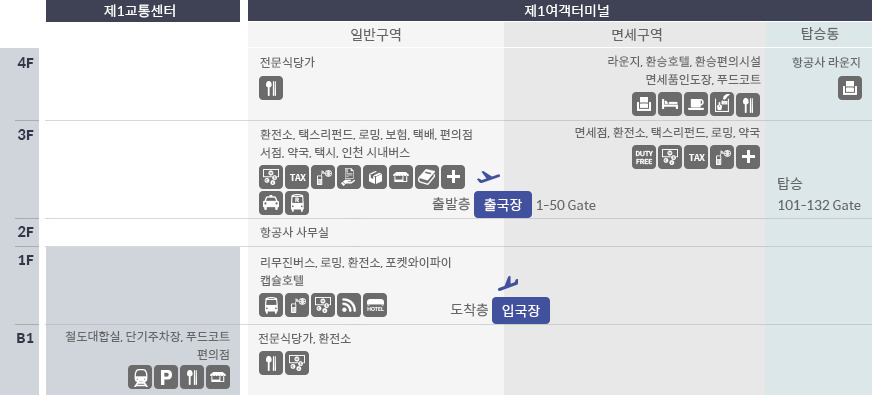 제1교통센터
제1여객터미널
일반구역
면세구역
탑승동
4F
전문식당가
라운지, 환승호텔, 환승편의시설
면세품인도장, 푸드코트
항공사 라운지
3F
환전소, 택스리펀드, 로밍, 보험, 택배, 편의점
서점, 약국, 택시, 인천 시내버스
TAX
출발층
출국장
1-50 Gate
면세점, 환전소, 택스리펀드, 로밍, 약국
DUTY
FREE
TAX
탑승
101-132 Gate
2F
항공사 사무실
1F
리무진버스, 로밍, 환전소, 포켓와이파이
캡슐호텔
HOTEL
도착층
입국장
B1
철도대합실, 단기주차장, 푸드코트
편의점
P
전문식당가, 환전소